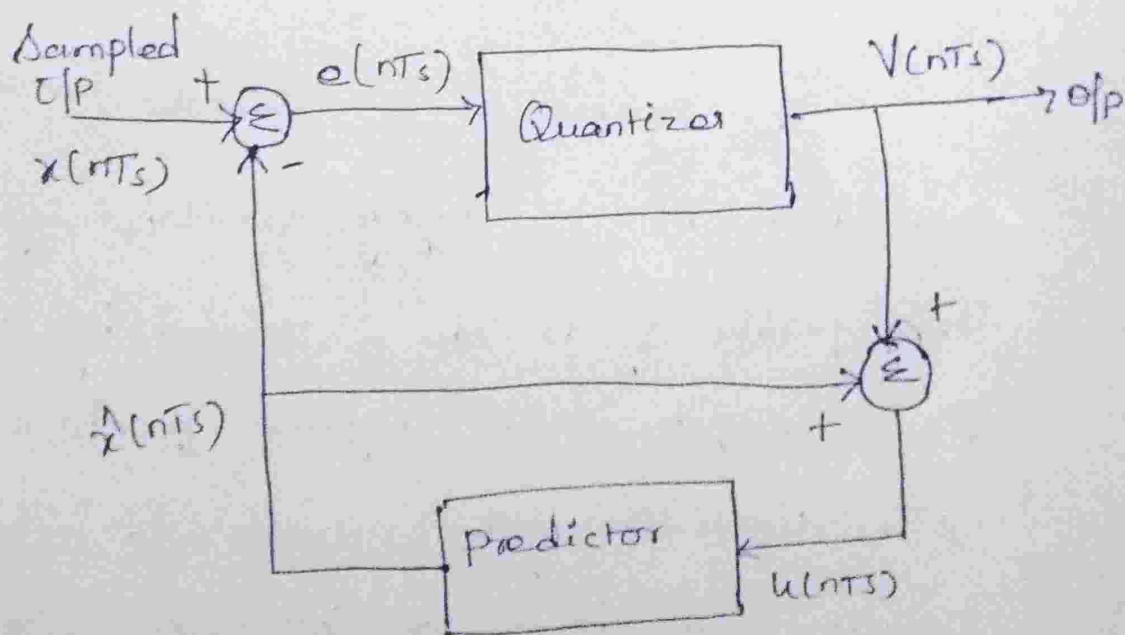 Sampled
I/P
+
e(nTs)
Quantizer
V(nTs)
O/P
Σ
x(nTs)
-
+
Σ
x̂(nTs)
+
Predictor
u(nTs)